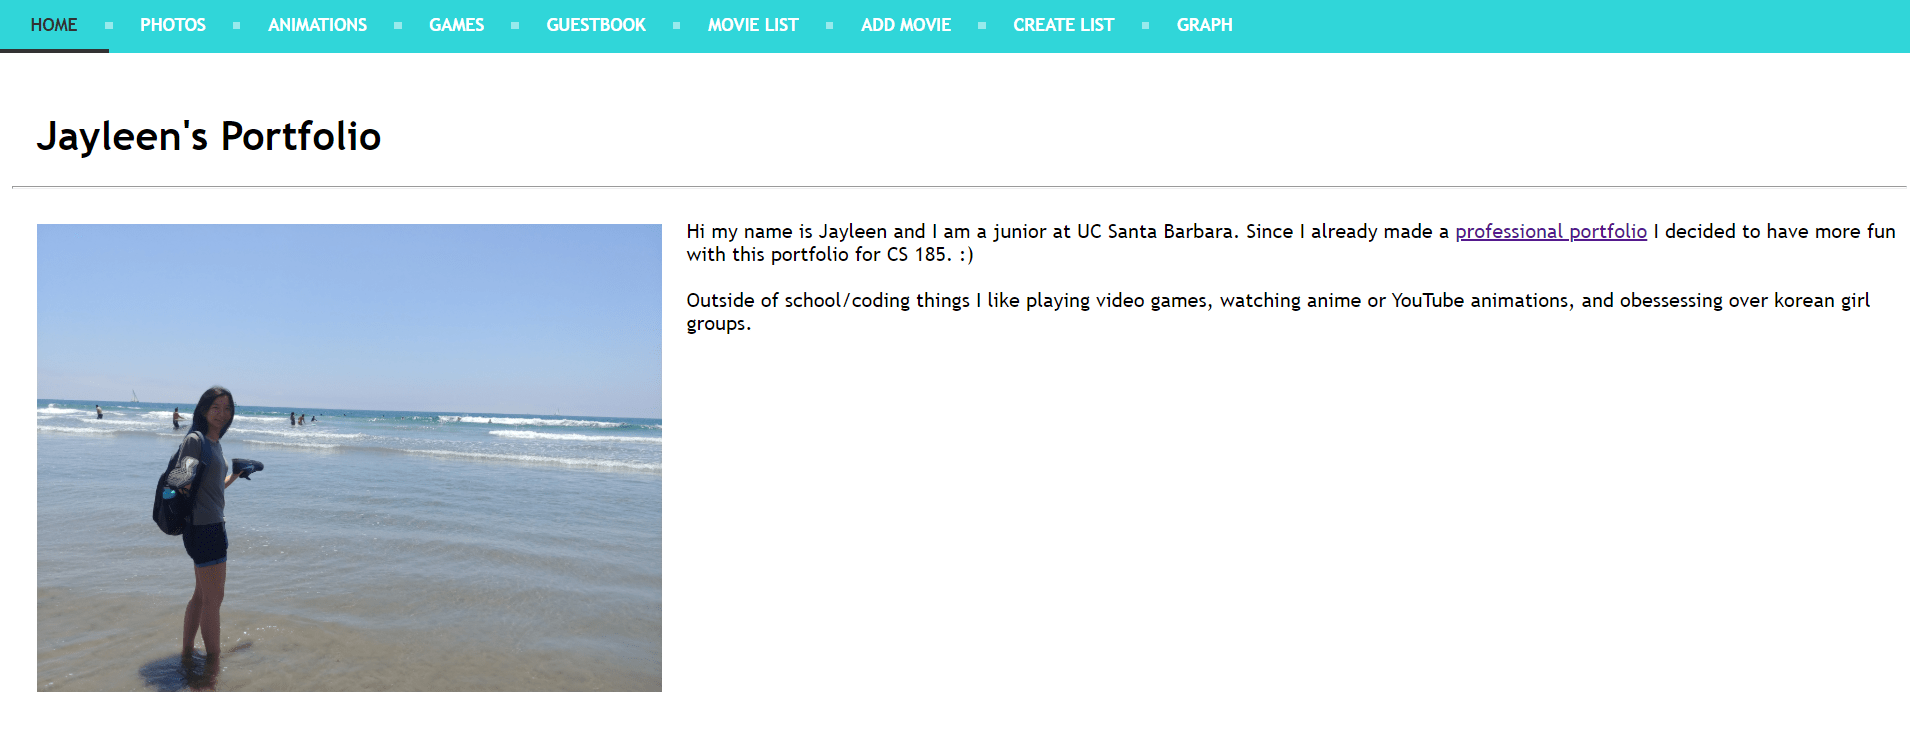 HOME PHOTOS ANIMATIONS GAMES GUESTBOOK MOVIE LIST ADD MOVIE CREATE LIST GRAPH
Jayleen's Portfolio
Hi my name is Jayleen and I am a junior at UC Santa Barbara. Since I already made a professional portfolio I decided to have more fun
with this portfolio for CS 185. :)
Outside of school/coding things I like playing video games, watching anime or YouTube animations, and obessessing over korean girl
groups.